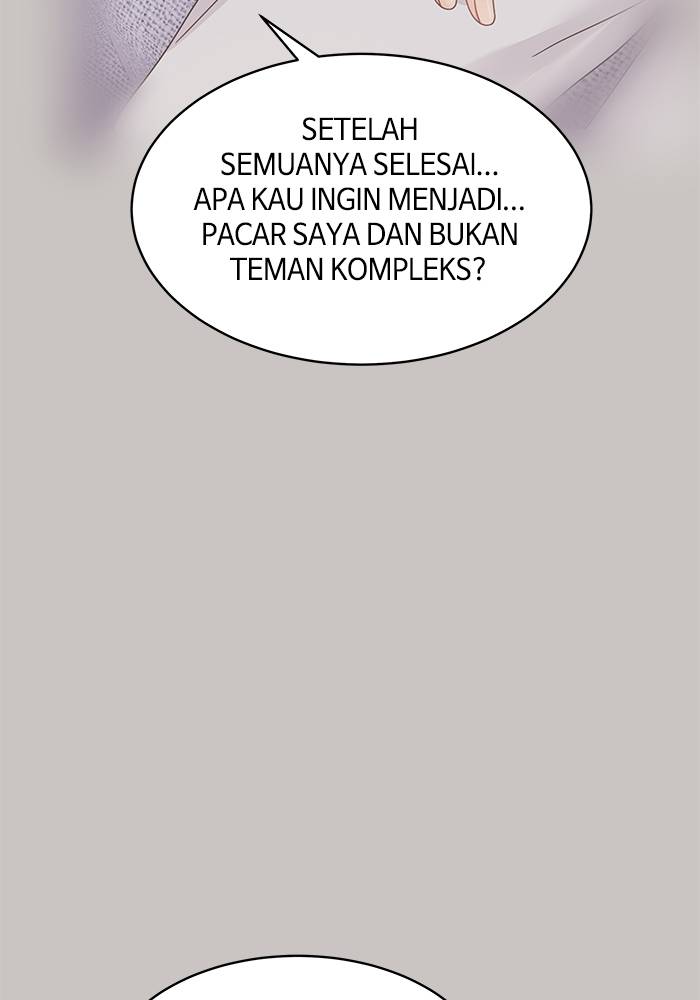 SETELAH
SEMUANYA SELESAI...
APA KAU INGIN MENJADI...
PACAR SAYA DAN BUKAN
TEMAN KOMPLEKS?